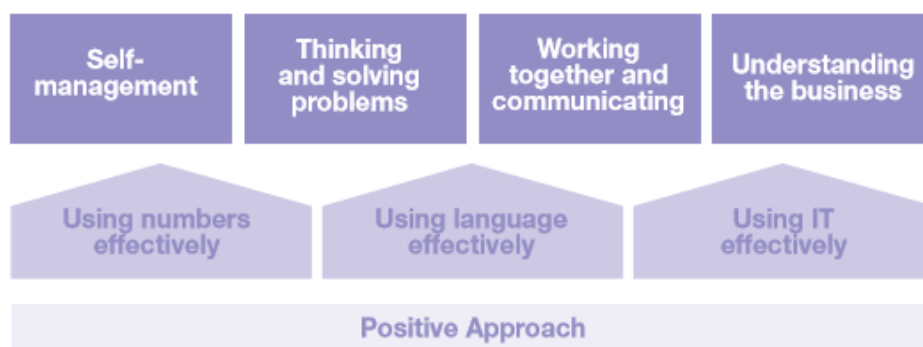 Self-
management
Thinking
and solving
problems
Working
together and
communicating
Understanding
the business
Using numbers
effectively
Using language
effectively
Using IT
effectively
Positive Approach